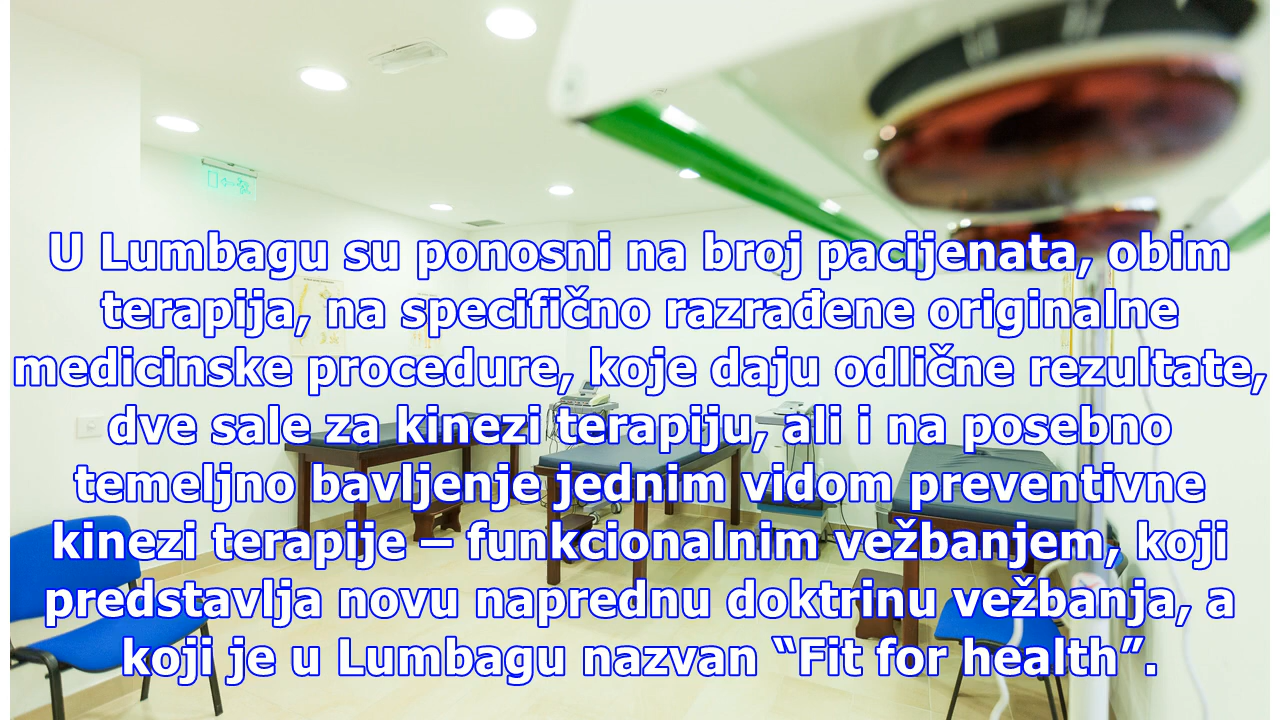 U Lumbagu su ponosni na broj pacijenata, obim
terapija, na specifično razrađene originalne
medicinske procedure, koje daju odlične rezultate,
dve sale za kinezi terapiju, ali i na posebno
temeljno bavljenje jednim vidom preventivne
kinezi terapije – funkcionalnim vežbanjem, koji
predstavlja novu naprednu doktrinu vežbanja, a
koji je u Lumbagu nazvan “Fit for health”.